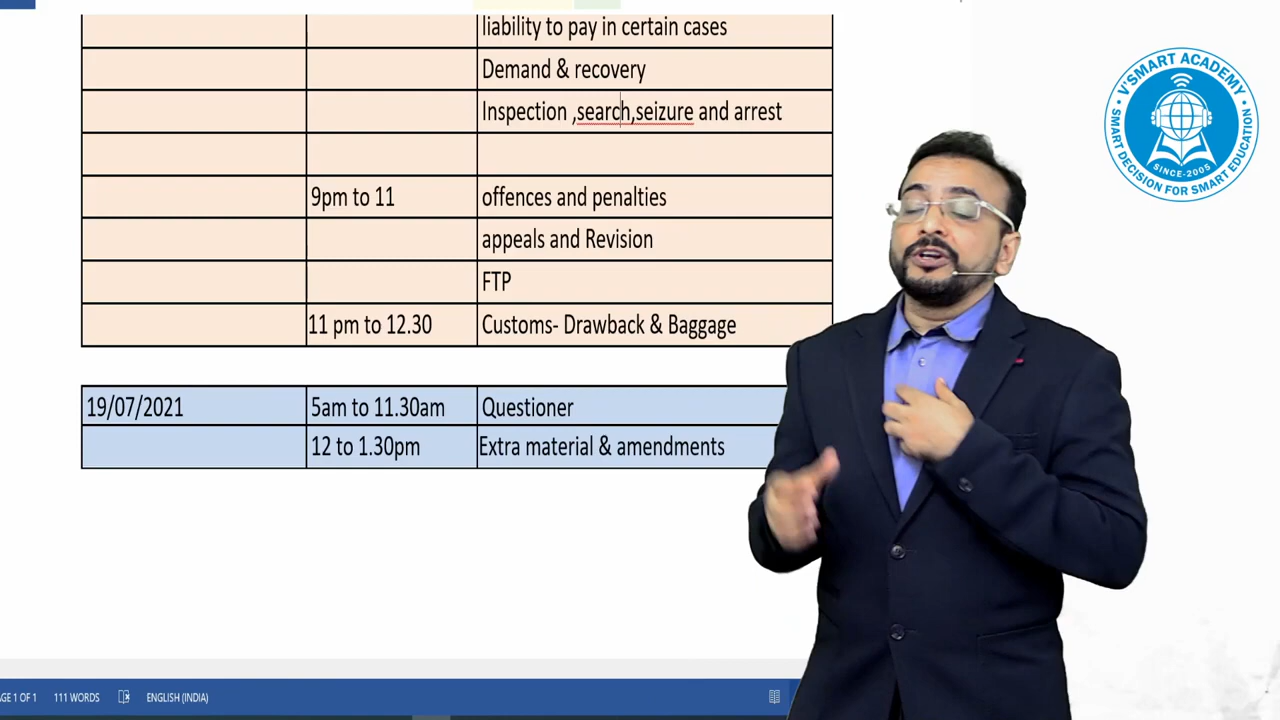 liability to pay in certain cases
Demand & recovery
Inspection ,search,seizure and arrest
9pm to 11 offences and penalties
appeals and Revision
FTP
11 pm to 12.30 Customs- Drawback & Baggage
19/07/2021 5am to 11.30am Questioner
12 to 1.30pm Extra material & amendments
V'SMART ACADEMY
SINCE-2005
SMART DECISION FOR SMART EDUCATION
AGE 1 OF 1 111 WORDS ENGLISH (INDIA)